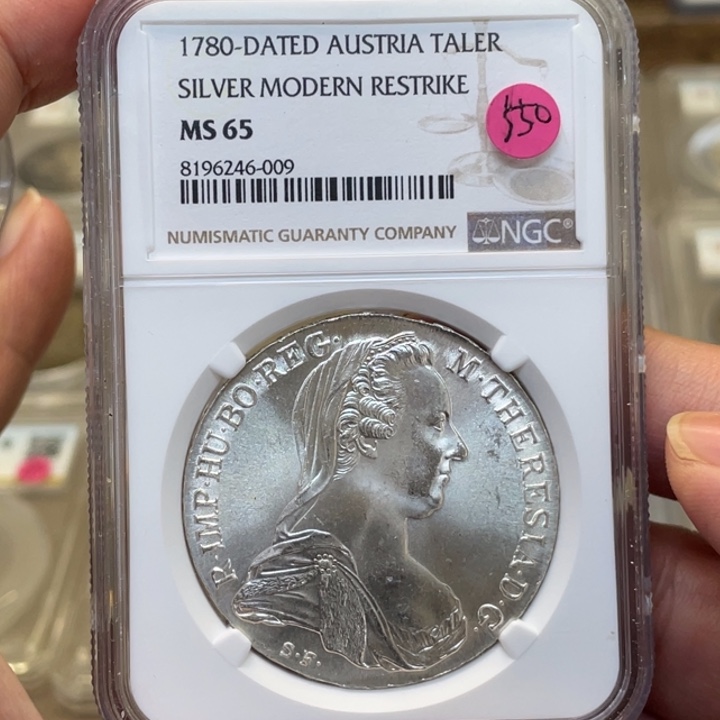 1780-DATED AUSTRIA TALER
SILVER MODERN RESTRIKE
MS 65
550
8196246-009
NUMISMATIC GUARANTY COMPANY
NGC®
R·IMP·HU·BO·REG·
M·THERESIA·D·G·
S·F·